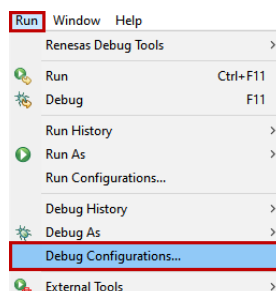 Run Window Help
Renesas Debug Tools >
Run Ctrl+F11
Debug F11
Run History >
Run As >
Run Configurations...
Debug History >
Debug As >
Debug Configurations...
External Tools >